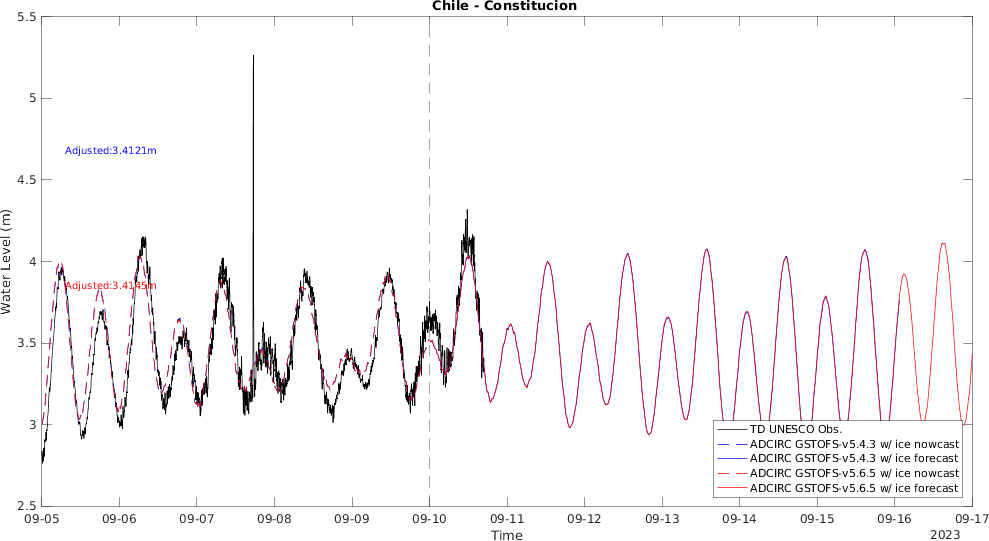 Chile - Constitucion
5.5
5
4.5
4
3.5
3
2.5
Water Level (m)
Adjusted:3.4121m
Adjusted:3.4145m
TD UNESCO Obs.
ADCIRC GSTOFS-v5.4.3 w/ ice nowcast
ADCIRC GSTOFS-v5.4.3 w/ ice forecast
ADCIRC GSTOFS-v5.6.5 w/ ice nowcast
ADCIRC GSTOFS-v5.6.5 w/ ice forecast
09-05 09-06 09-07 09-08 09-09 09-10 09-11 09-12 09-13 09-14 09-15 09-16 09-17
Time
2023